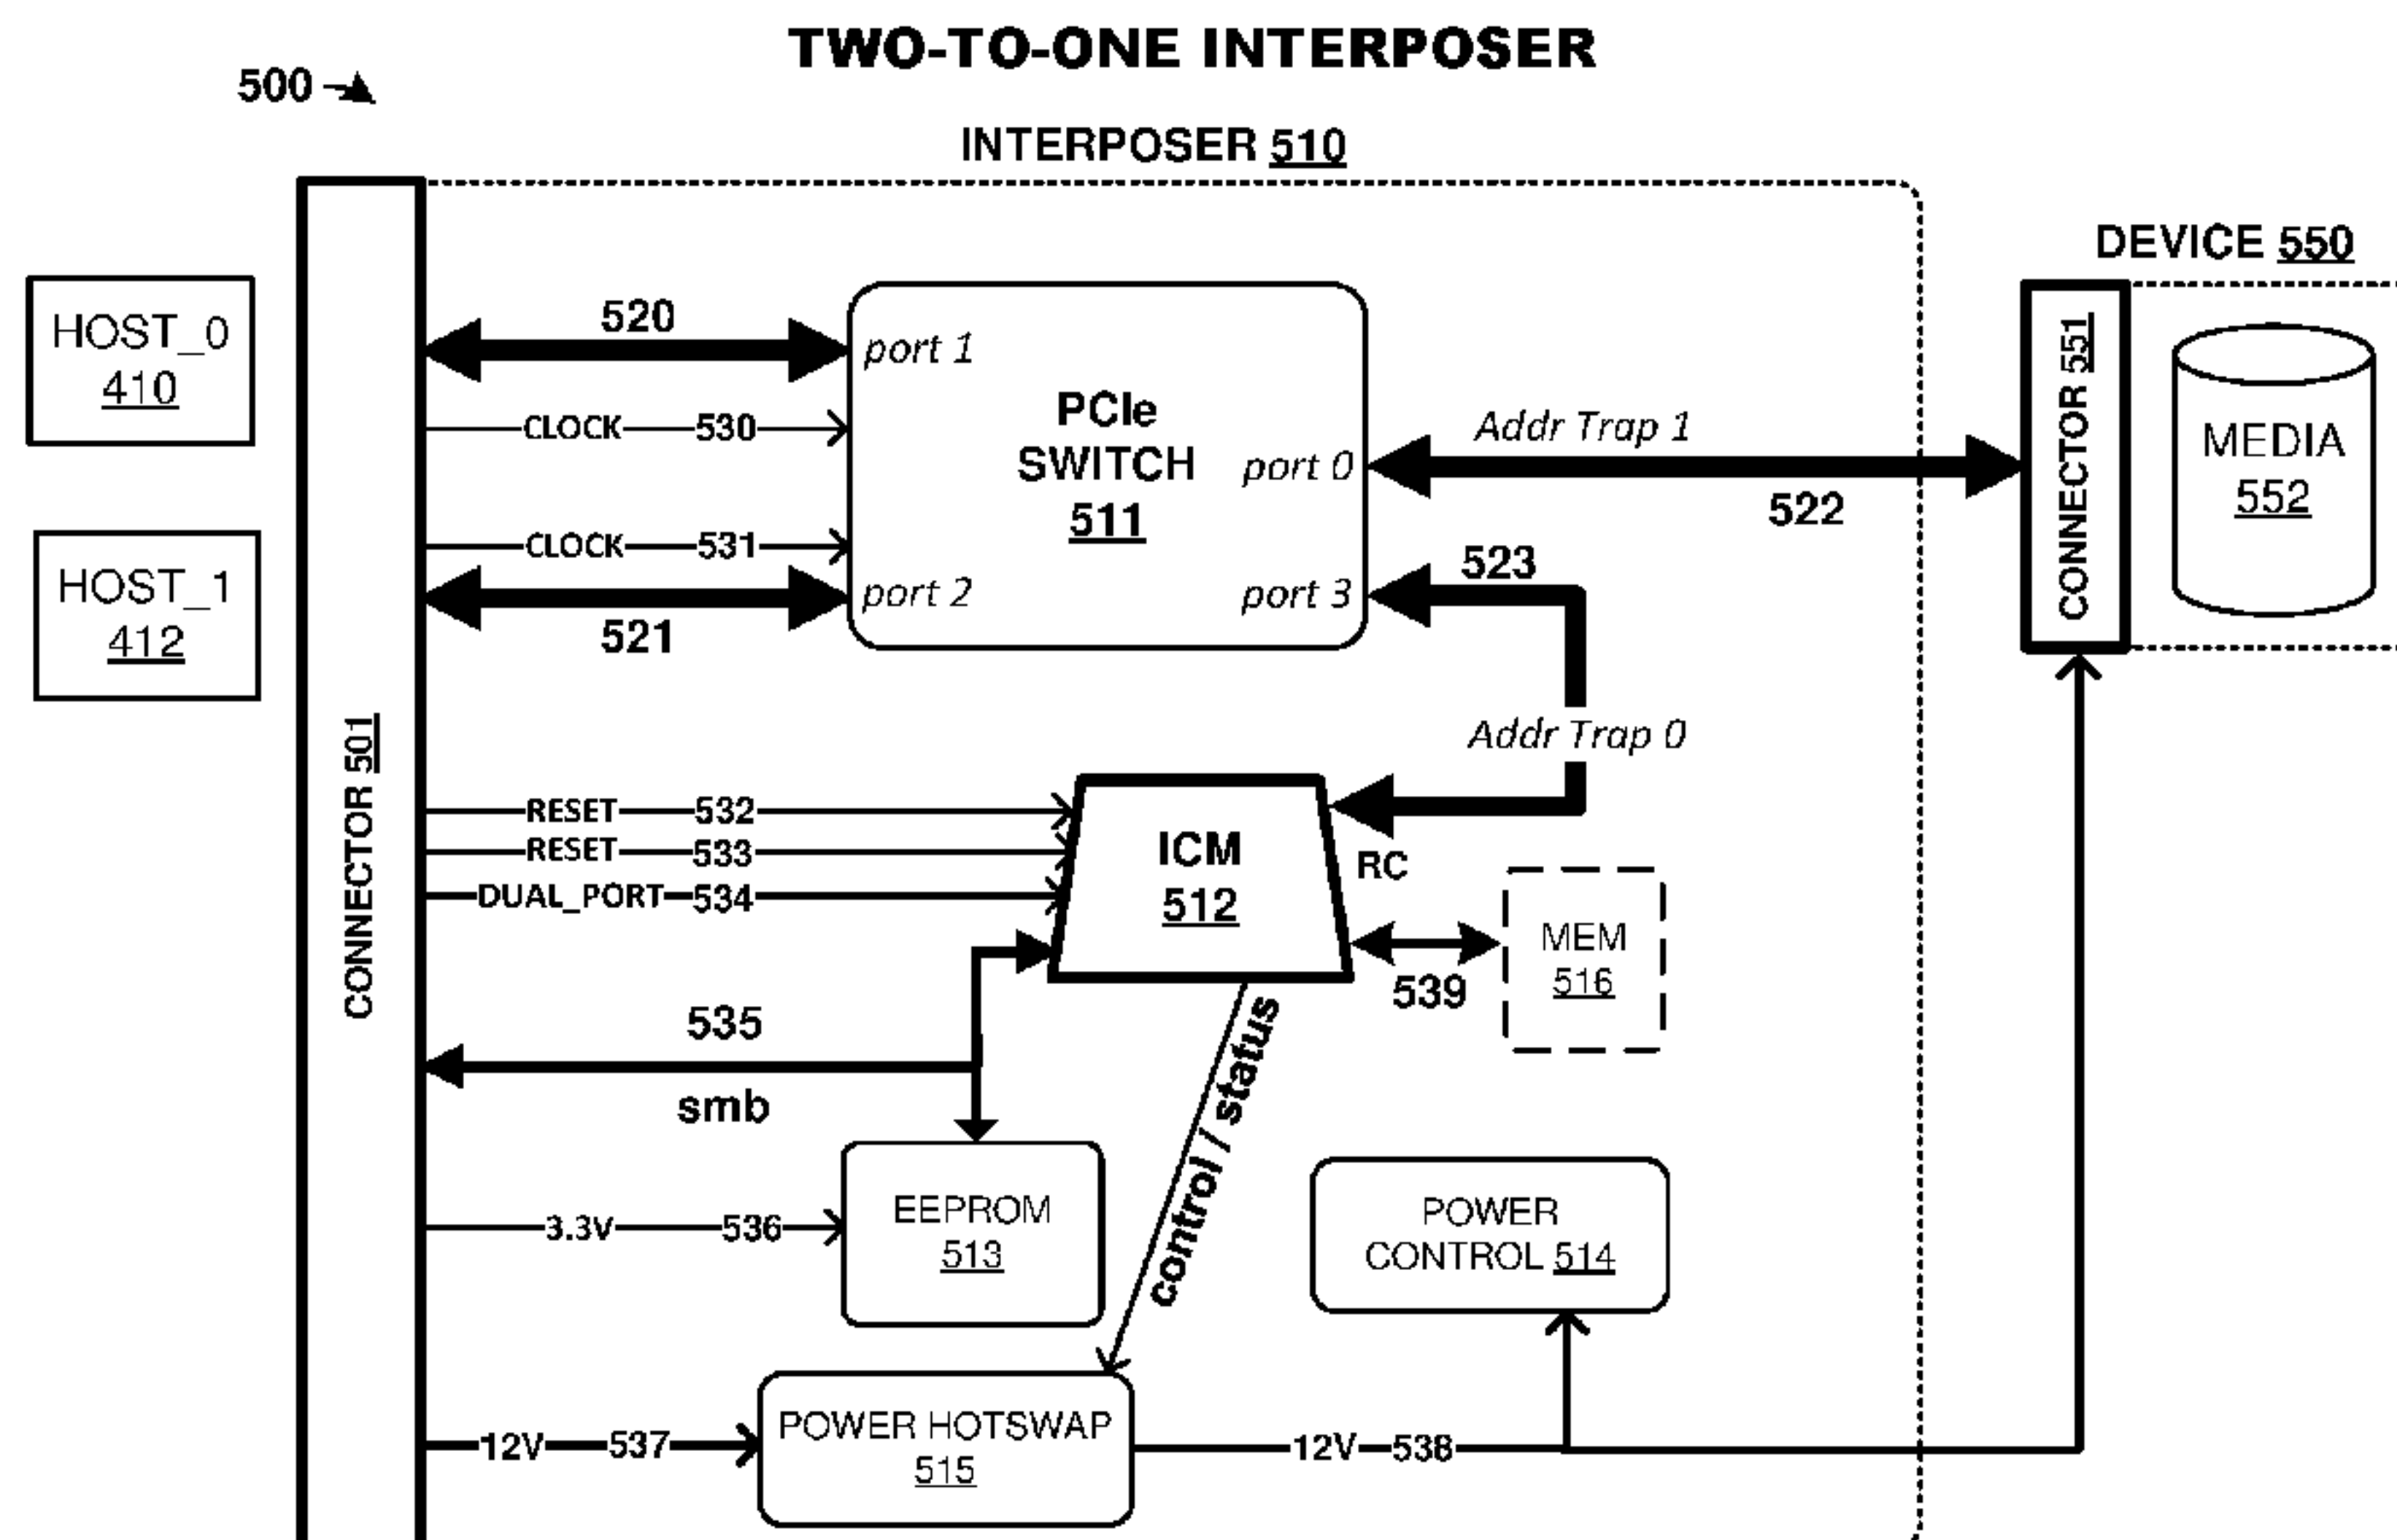 TWO-TO-ONE INTERPOSER
500
INTERPOSER 510
DEVICE 550
HOST_0
410
HOST_1
412
CONNECTOR 501
520
port 1
CLOCK 530
CLOCK 531
port 2
521
PCIe
SWITCH
511
port 0
port 3
Addr Trap 1
522
523
Addr Trap 0
CONNECTOR 551
MEDIA
552
RESET 532
RESET 533
DUAL_PORT 534
ICM
512
RC
MEM
516
539
535
smb
control / status
3.3V 536
EEPROM
513
POWER
CONTROL 514
12V 537
POWER HOTSWAP
515
12V 538